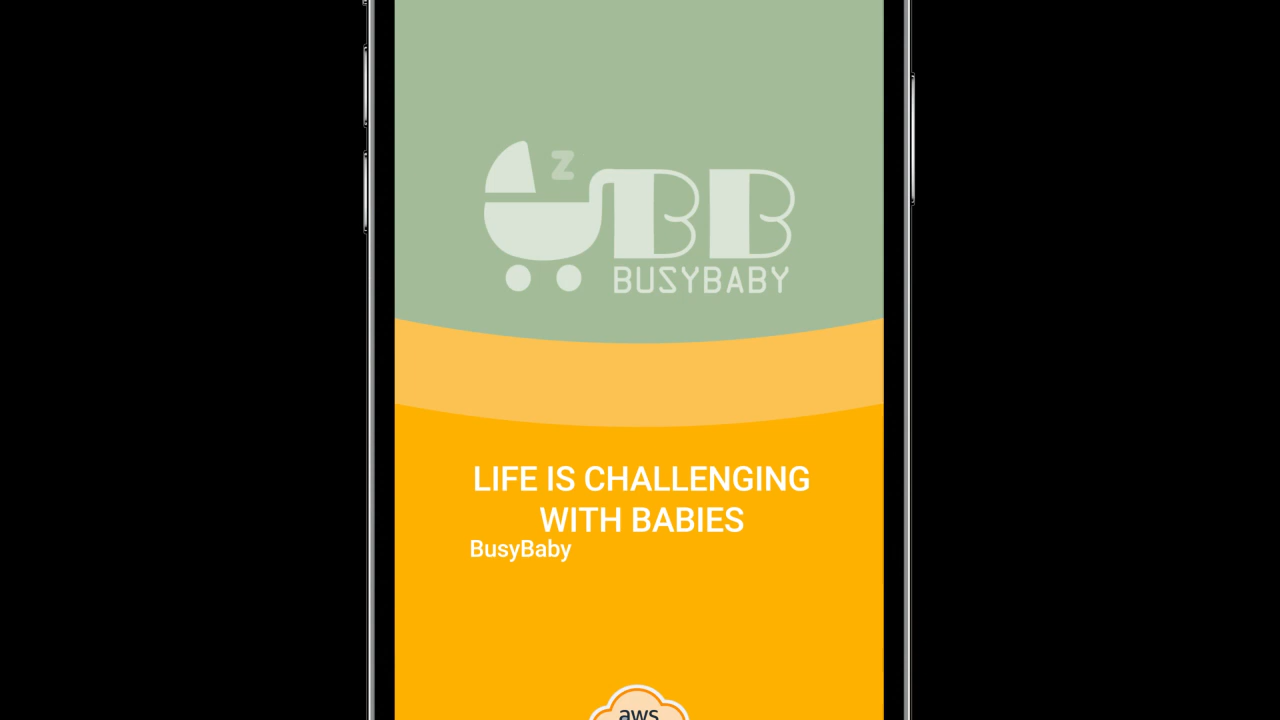 Z
BB
BUSYBABY
LIFE IS CHALLENGING
WITH BABIES
BusyBaby
aws